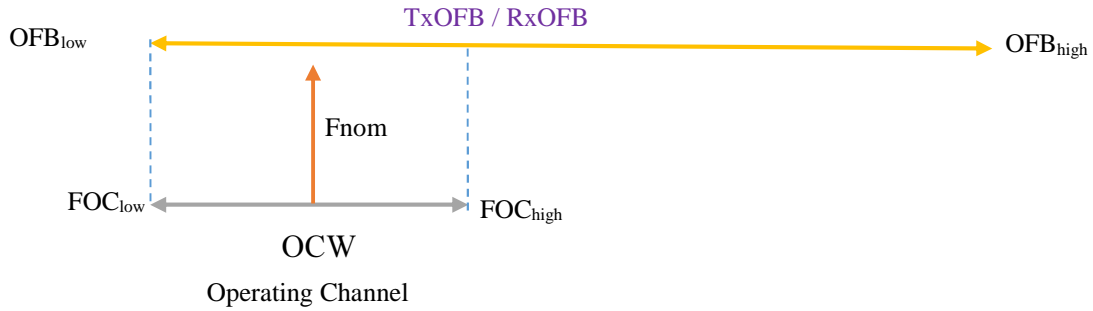 TxOFB / RxOFB
OFBlow
OFBhigh
Fnom
FOClow
FOChigh
OCW
Operating Channel